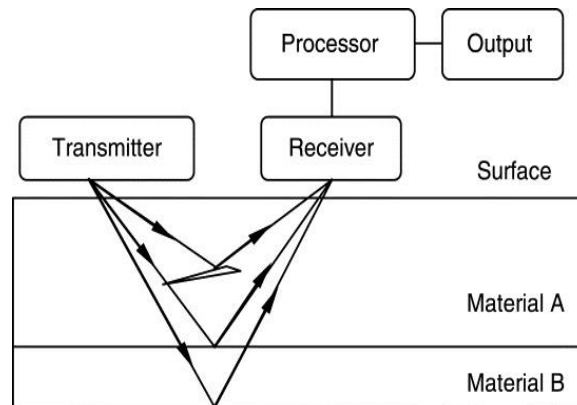 Processor
Output
Transmitter
Receiver
Surface
Material A
Material B